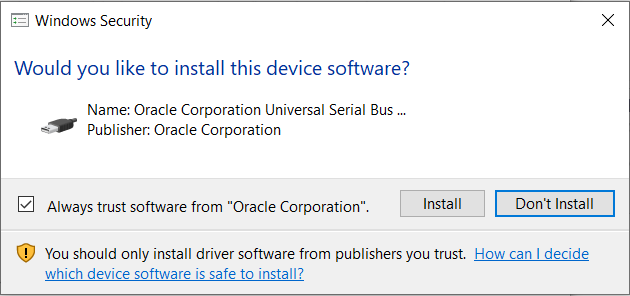 Windows Security
Would you like to install this device software?
Name: Oracle Corporation Universal Serial Bus ...
Publisher: Oracle Corporation
Always trust software from "Oracle Corporation".
Install
Don't Install
You should only install driver software from publishers you trust. How can I decide
which device software is safe to install?